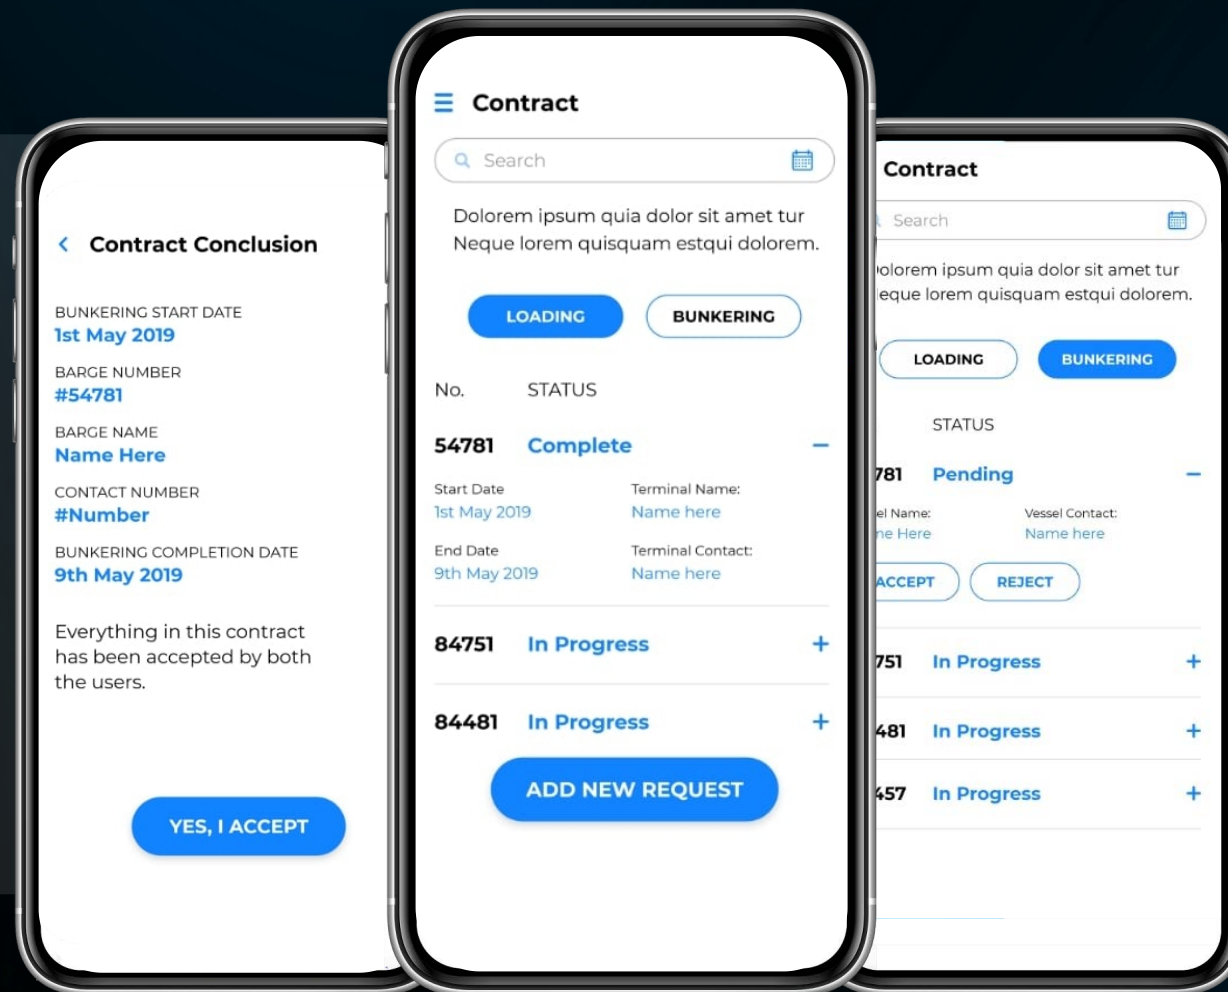 Contract Conclusion
BUNKERING START DATE
1st May 2019
BARGE NUMBER
#54781
BARGE NAME
Name Here
CONTACT NUMBER
#Number
BUNKERING COMPLETION DATE
9th May 2019
Everything in this contract
has been accepted by both
the users.
YES, I ACCEPT
Contract
Search
Dolorem ipsum quia dolor sit amet tur
Neque lorem quisquam estqui dolorem.
LOADING BUNKERING
No. STATUS
54781 Complete
Start Date Terminal Name:
1st May 2019 Name here
End Date Terminal Contact:
9th May 2019 Name here
84751 In Progress
84481 In Progress
ADD NEW REQUEST
Contract
Search
ipsum quia dolor sit amet tur
lorem quisquam estqui dolorem.
LOADING BUNKERING
STATUS
781 Pending
Name: Vessel Contact:
Here Name here
ACCEPT REJECT
751 In Progress
481 In Progress
457 In Progress